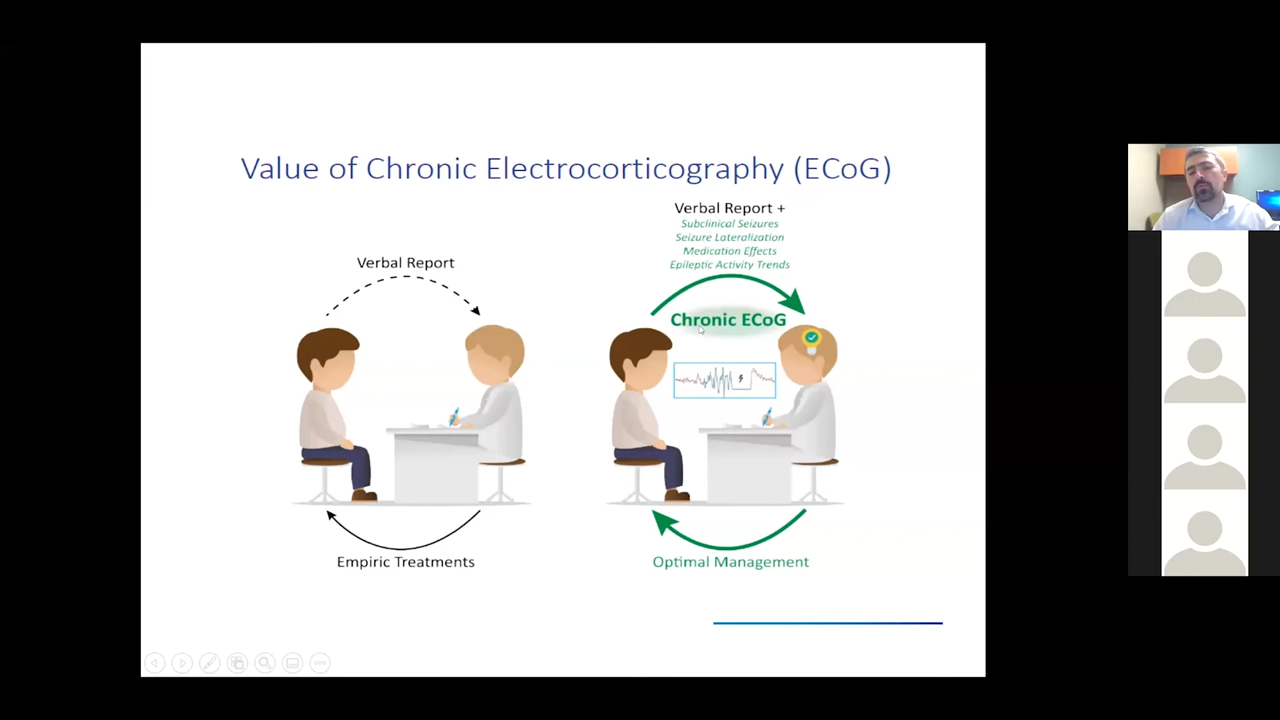 Value of Chronic Electrocorticography (ECoG)
Verbal Report
Empiric Treatments
Verbal Report +
Subclinical Seizures
Seizure Lateralization
Medication Effects
Epileptic Activity Trends
Chronic ECoG
Optimal Management